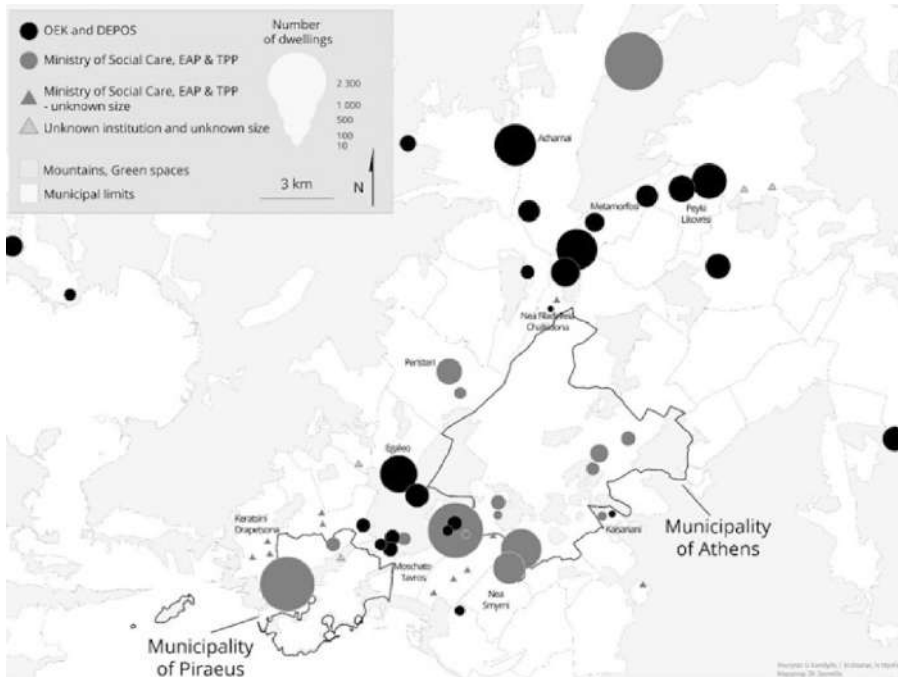 OEK and DEPOS
Ministry of Social Care, EAP & TPP
Ministry of Social Care, EAP & TPP
- unknown size
Unknown institution and unknown size
Mountains, Green spaces
Municipal limits
Number
of dwellings
2 300
1 000
500
100
10
3 km
N
Acharnai
Metamorfosi
Peyki
Likovrisi
Nea Filadelfeia
Chalkidona
Peristeri
Egaleo
Keratsini
Drapetsona
Moschato
Tavros
Nea
Smyrni
Kaisariani
Municipality
of Athens
Municipality
of Piraeus